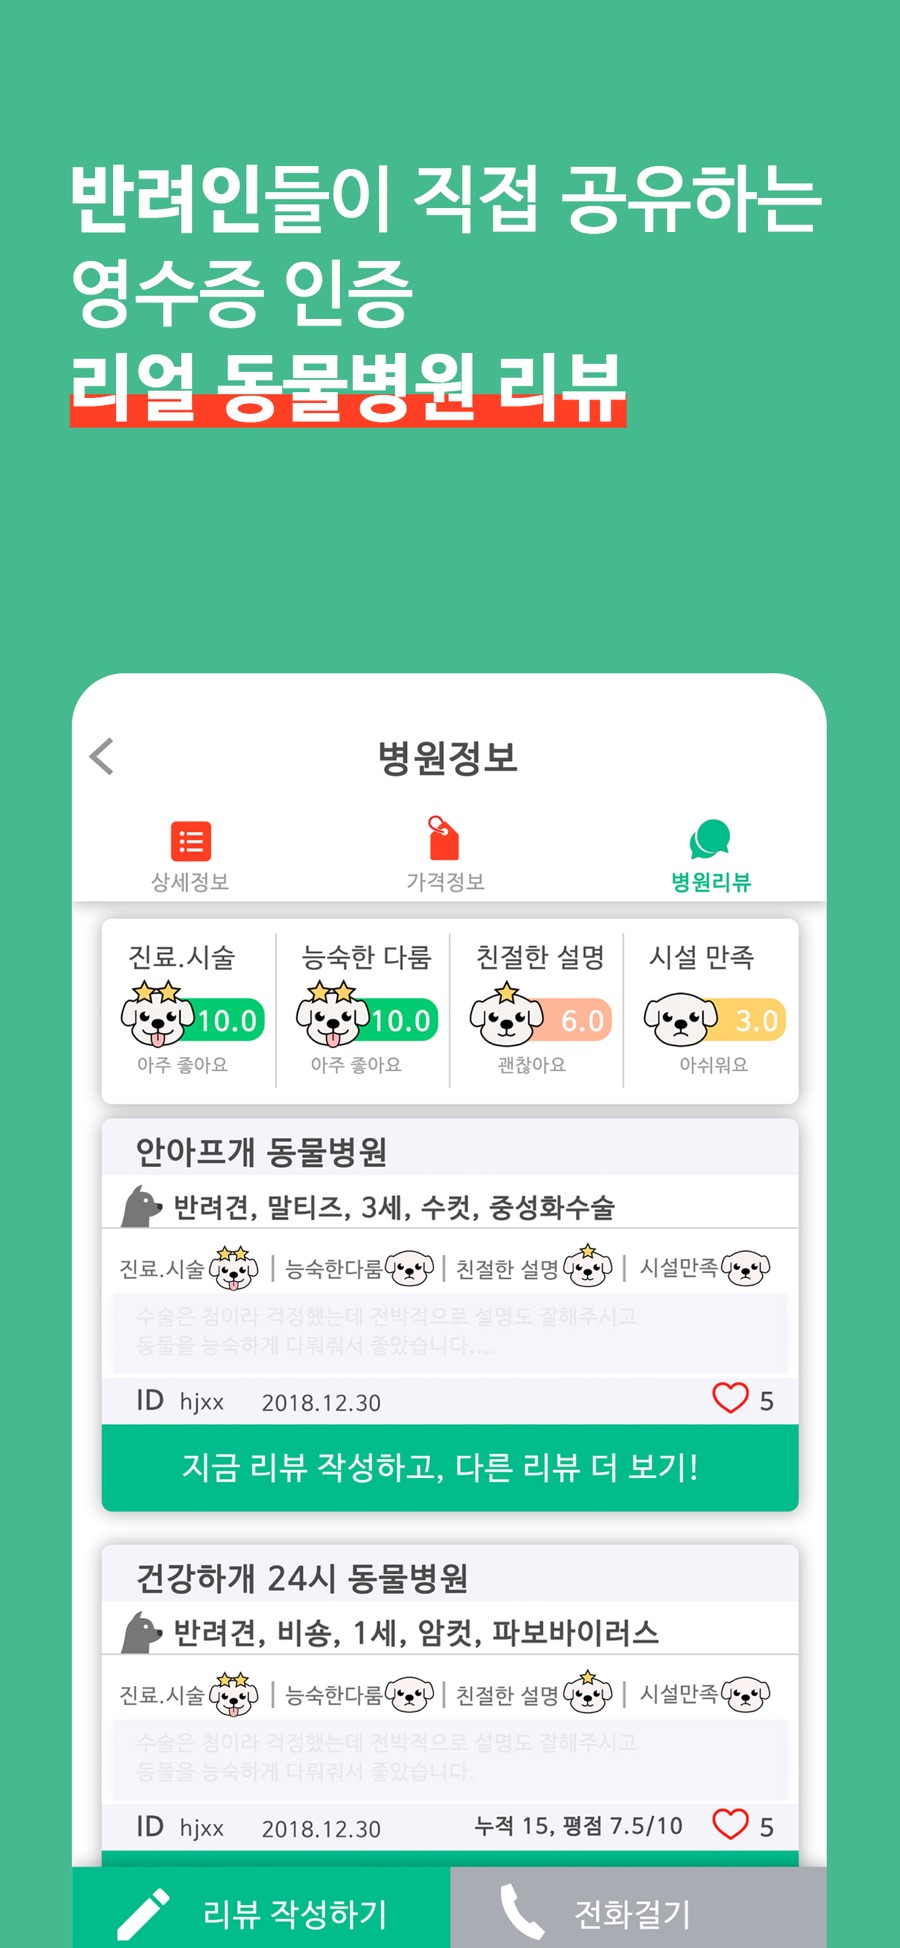 반려인들이 직접 공유하는
영수증 인증
리얼 동물병원 리뷰
병원정보
상세정보 가격정보 병원리뷰
진료.시술 능숙한 다룸 친절한 설명 시설 만족
10.0 10.0 6.0 3.0
아주 좋아요 아주 좋아요 괜찮아요 아쉬워요
안아프개 동물병원
반려견, 말티즈, 3세, 수컷, 중성화수술
진료.시술 | 능숙한다룸 | 친절한 설명 | 시설만족
수술은 첨이라 걱정했는데 전박적으로 설명도 잘해주시고
동물을 능숙하게 다뤄줘서 좋았습니다....
ID hjxx 2018.12.30 5
지금 리뷰 작성하고, 다른 리뷰 더 보기!
건강하개 24시 동물병원
반려견, 비숑, 1세, 암컷, 파보바이러스
진료.시술 | 능숙한다룸 | 친절한 설명 | 시설만족
수술은 첨이라 걱정했는데 전박적으로 설명도 잘해주시고
동물을 능숙하게 다뤄줘서 좋았습니다.
ID hjxx 2018.12.30 누적 15, 평점 7.5/10 5
리뷰 작성하기 전화걸기